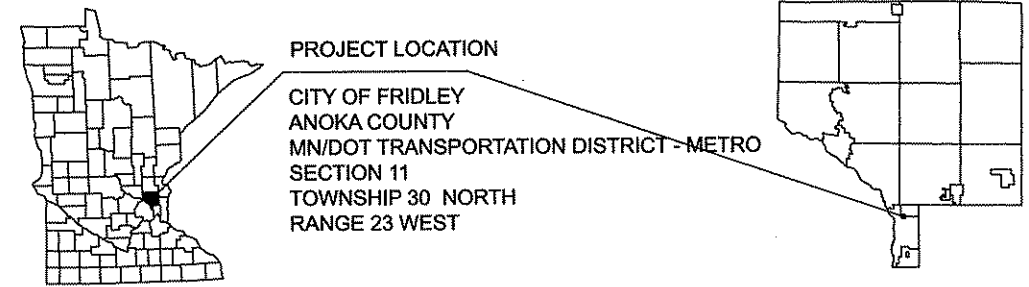 PROJECT LOCATION
CITY OF FRIDLEY
ANOKA COUNTY
MN/DOT TRANSPORTATION DISTRICT - METRO
SECTION 11
TOWNSHIP 30 NORTH
RANGE 23 WEST